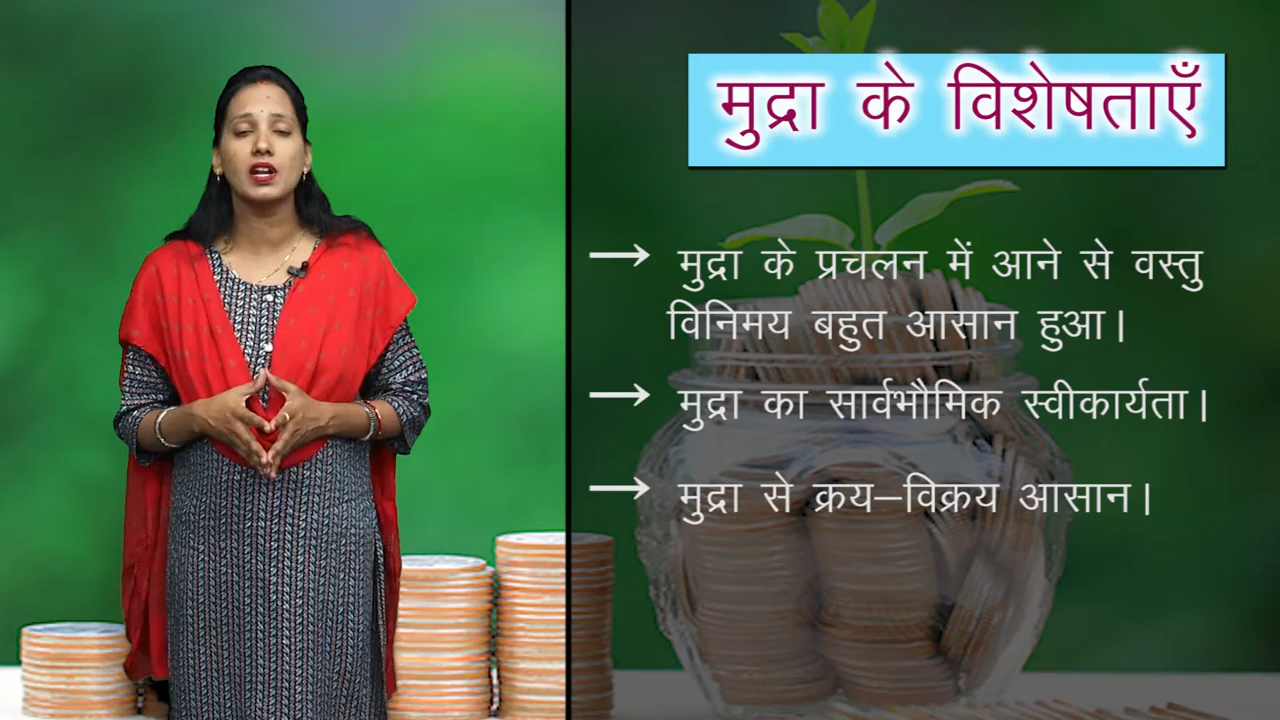 मुद्रा के विशेषताएँ
→ मुद्रा के प्रचलन में आने से वस्तु
विनिमय बहुत आसान हुआ।
→ मुद्रा का सार्वभौमिक स्वीकार्यता।
→ मुद्रा से क्रय–विक्रय आसान।